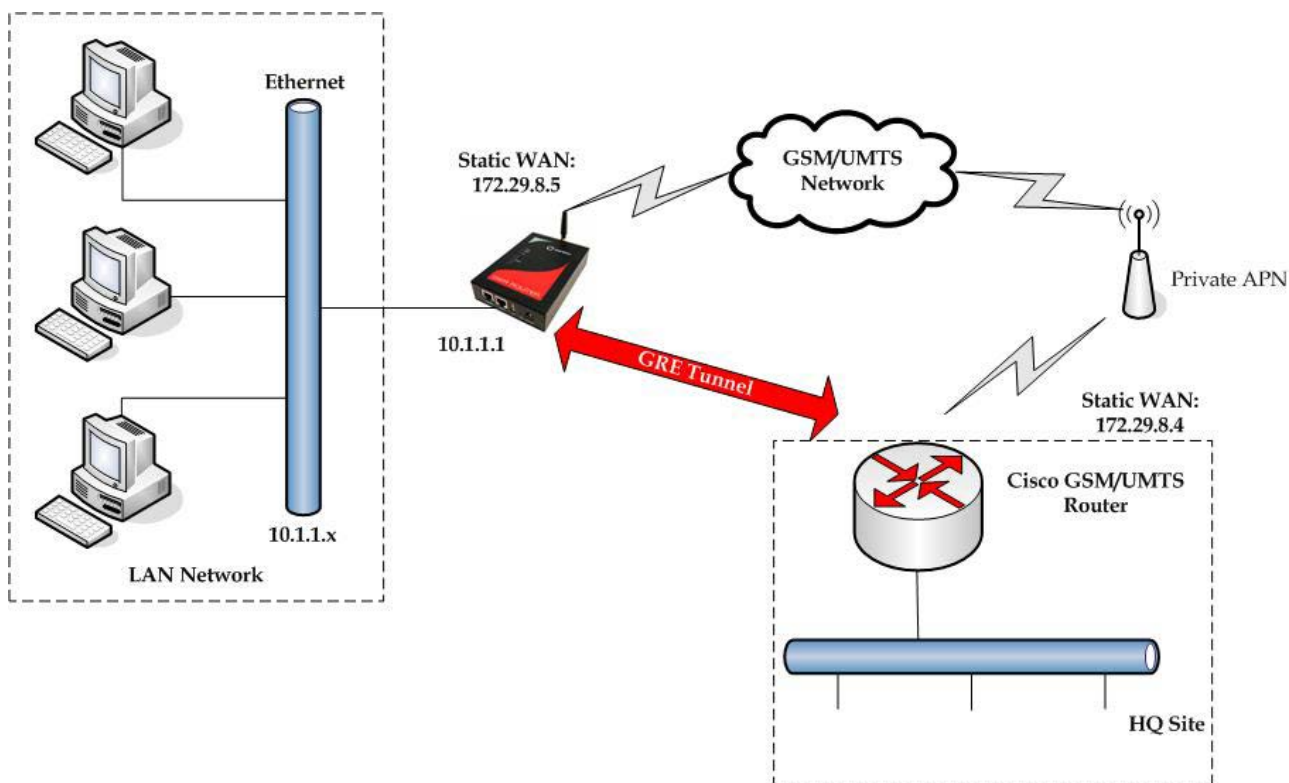 Ethernet
Static WAN:
172.29.8.5
GSM/UMTS
Network
Private APN
10.1.1.1
GRE Tunnel
Static WAN:
172.29.8.4
Cisco GSM/UMTS
Router
10.1.1.x
LAN Network
HQ Site